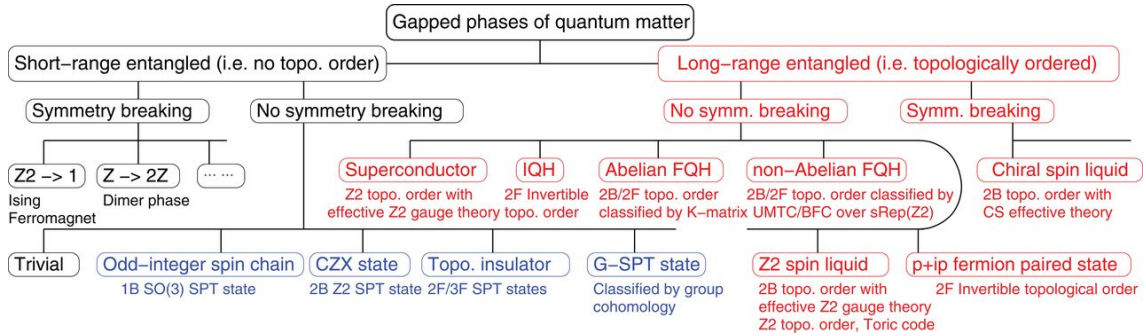 Gapped phases of quantum matter
Short-range entangled (i.e. no topo. order)
Long-range entangled (i.e. topologically ordered)
Symmetry breaking
No symmetry breaking
No symm. breaking
Symm. breaking
Z2 -> 1
Ising
Ferromagnet
Z -> 2Z
Dimer phase
... ...
Superconductor
Z2 topo. order with
effective Z2 gauge theory
IQH
2F Invertible
topo. order
Abelian FQH
2B/2F topo. order
classified by K-matrix
non-Abelian FQH
2B/2F topo. order classified by
UMTC/BFC over sRep(Z2)
Chiral spin liquid
2B topo. order with
CS effective theory
Trivial
Odd-integer spin chain
1B SO(3) SPT state
CZX state
2B Z2 SPT state
Topo. insulator
2F/3F SPT states
G-SPT state
Classified by group
cohomology
Z2 spin liquid
2B topo. order with
effective Z2 gauge theory
Z2 topo. order, Toric code
p+ip fermion paired state
2F Invertible topological order